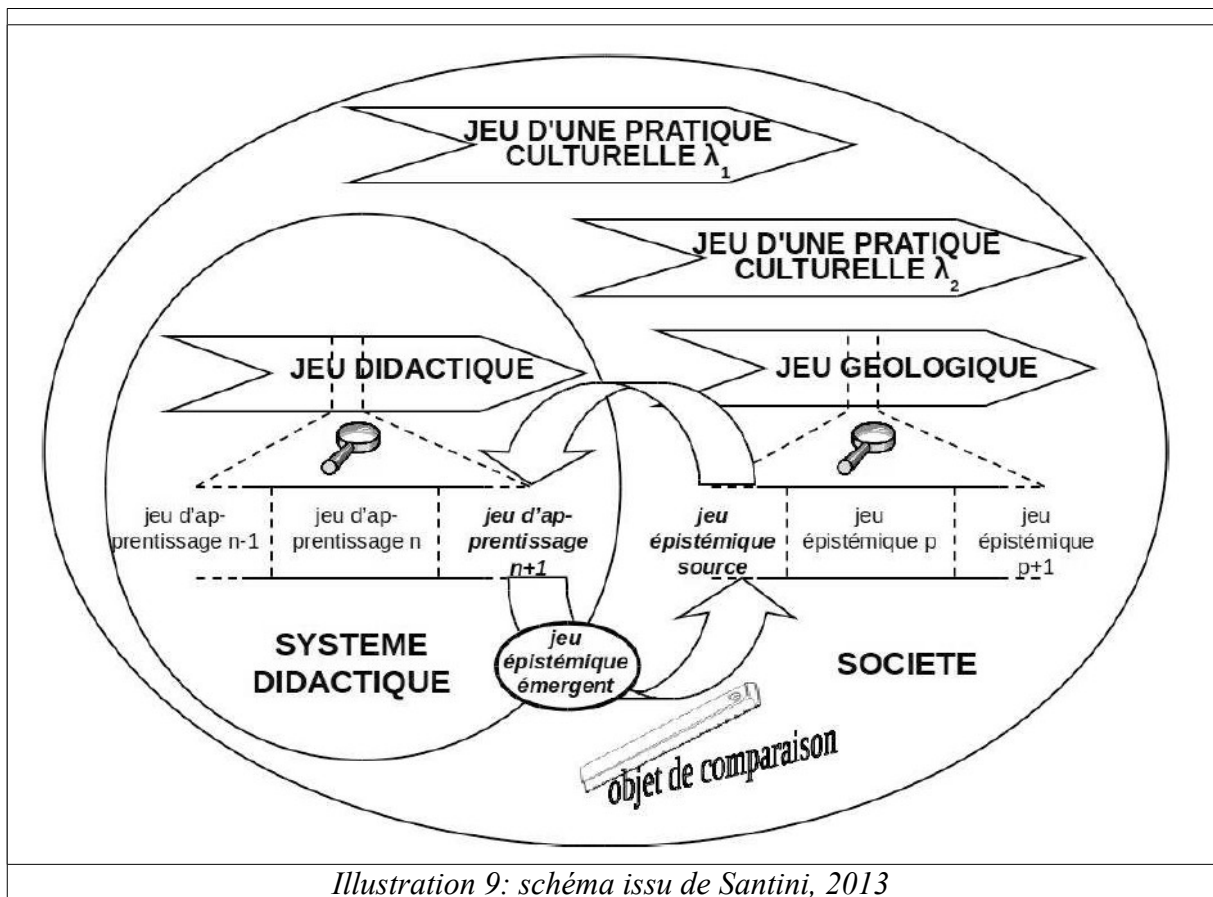 JEU D'UNE PRATIQUE
CULTURELLE λ1
JEU D'UNE PRATIQUE
CULTURELLE λ2
JEU DIDACTIQUE
JEU GEOLOGIQUE
jeu d'ap-
prentissage n-1
jeu d'ap-
prentissage n
jeu d'ap-
prentissage
n+1
jeu
épistémique
source
jeu
épistémique p
jeu
épistémique
p+1
SYSTEME
DIDACTIQUE
jeu
épistémique
émergent
SOCIETE
objet de comparaison
Illustration 9: schéma issu de Santini, 2013